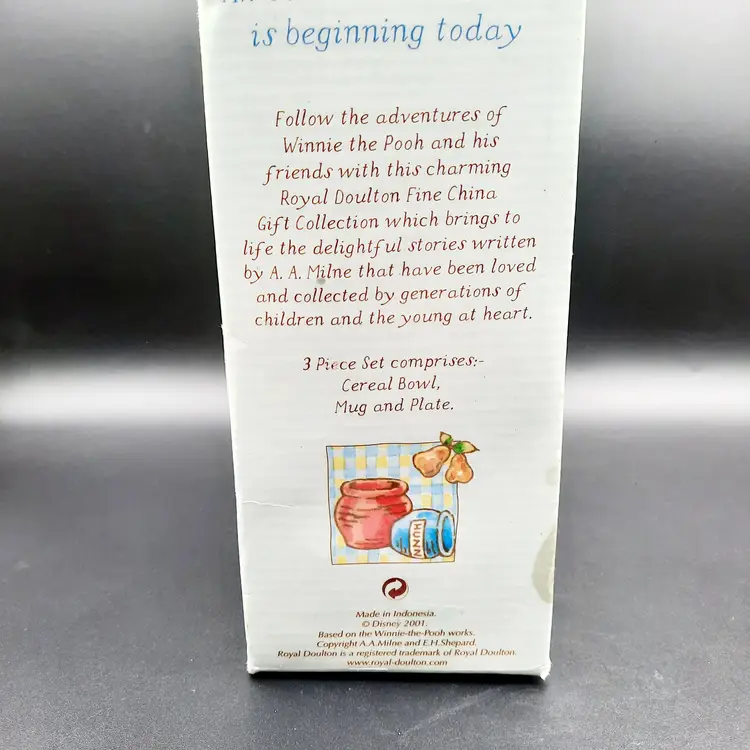 is beginning today
Follow the adventures of
Winnie the Pooh and his
friends with this charming
Royal Doulton Fine China
Gift Collection which brings to
life the delightful stories written
by A. A. Milne that have been loved
and collected by generations of
children and the young at heart.
3 Piece Set comprises:-
Cereal Bowl,
Mug and Plate.
HUNN
Made in Indonesia.
© Disney 2001.
Based on the Winnie-the-Pooh works.
Copyright A.A.Milne and E.H.Shepard.
Royal Doulton is a registered trademark of Royal Doulton.
www.royal-doulton.com